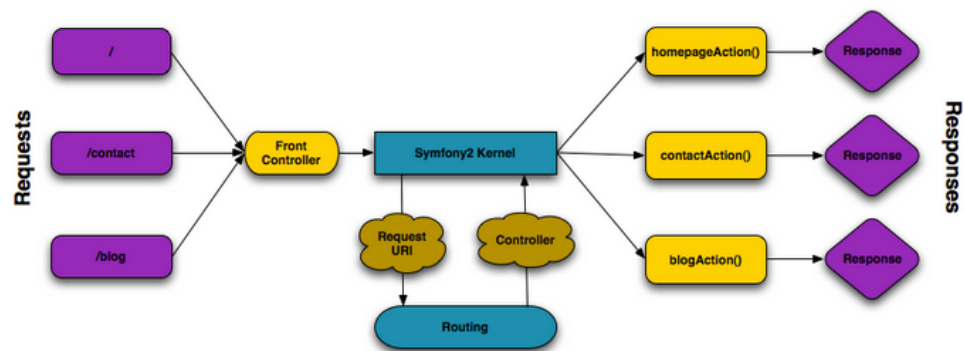 Requests
/
/contact
/blog
Front
Controller
Symfony2 Kernel
Request
URI
Controller
Routing
homepageAction()
contactAction()
blogAction()
Response
Response
Response
Responses